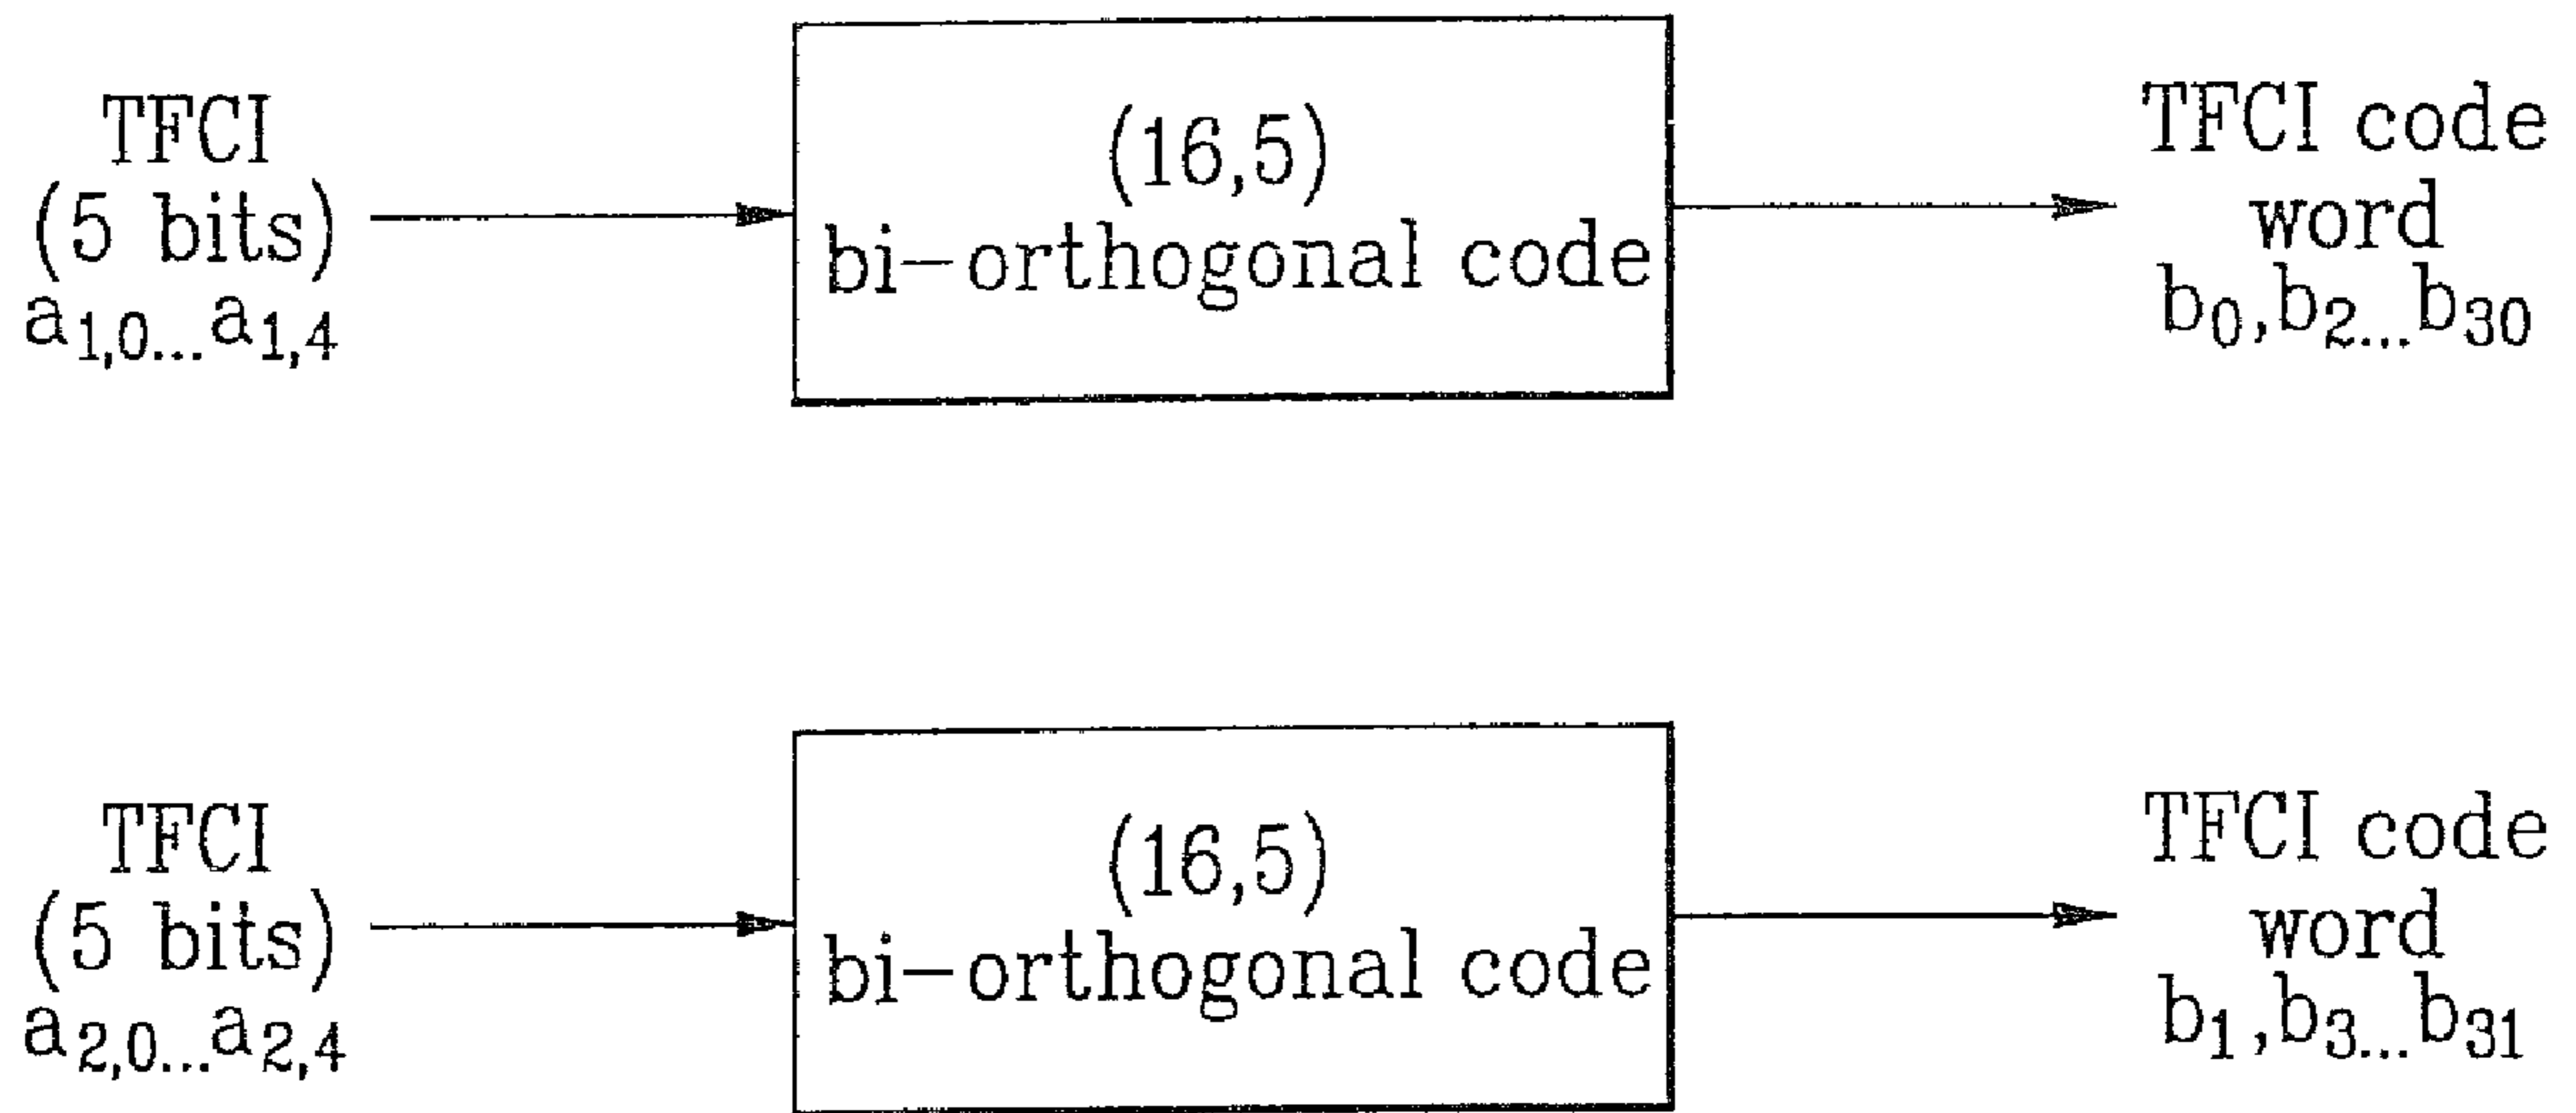 TFCI
(5 bits)
a1,0...a1,4
(16,5)
bi-orthogonal code
TFCI code
word
b0,b2...b30
TFCI
(5 bits)
a2,0...a2,4
(16,5)
bi-orthogonal code
TFCI code
word
b1,b3...b31